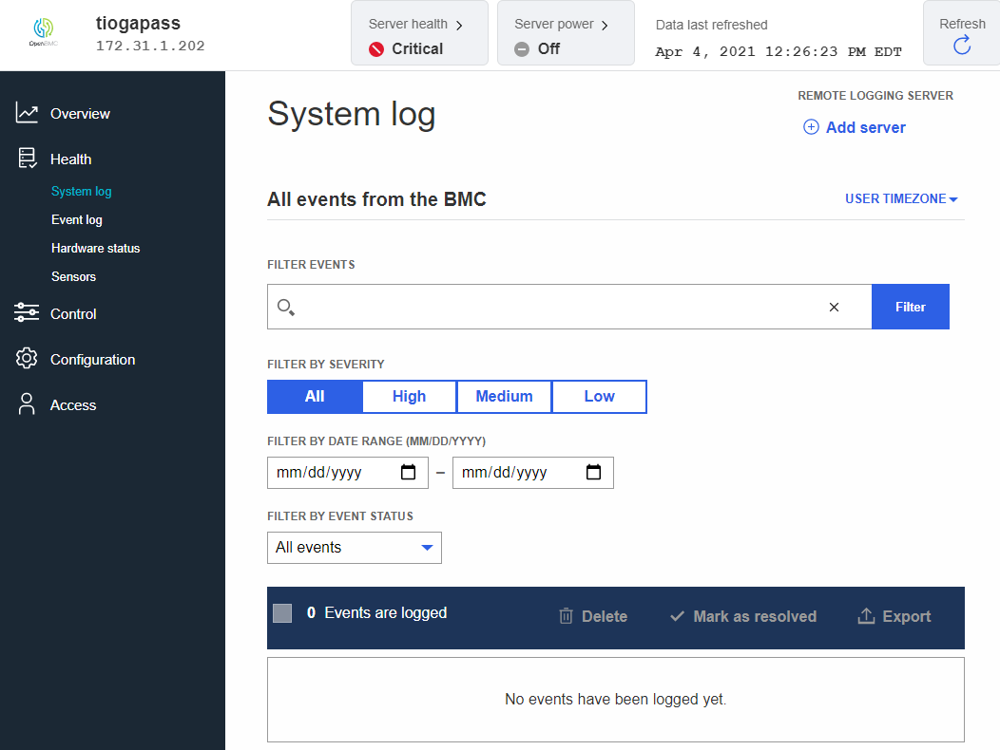 OpenBMC
tiogapass
172.31.1.202
Server health
Critical
Server power
Off
Data last refreshed
Apr 4, 2021 12:26:23 PM EDT
Refresh
Overview
Health
System log
Event log
Hardware status
Sensors
Control
Configuration
Access
System log
REMOTE LOGGING SERVER
Add server
All events from the BMC
USER TIMEZONE
FILTER EVENTS
Filter
FILTER BY SEVERITY
All High Medium Low
FILTER BY DATE RANGE (MM/DD/YYYY)
mm/dd/yyyy – mm/dd/yyyy
FILTER BY EVENT STATUS
All events
0 Events are logged Delete Mark as resolved Export
No events have been logged yet.